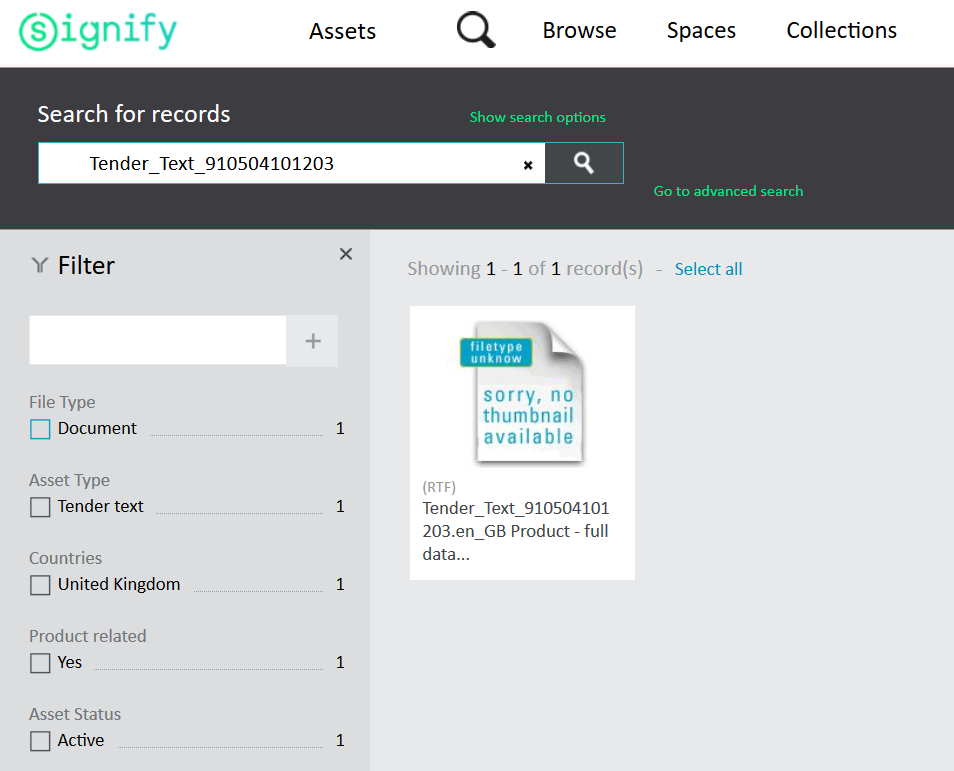 signify
Assets
Browse
Spaces
Collections
Search for records
Show search options
Tender_Text_910504101203
Go to advanced search
Filter
Showing 1 - 1 of 1 record(s) - Select all
+
File Type
Document 1
Asset Type
Tender text 1
Countries
United Kingdom 1
Product related
Yes 1
Asset Status
Active 1
filetype
unknow
sorry, no
thumbnail
available
(RTF)
Tender_Text_910504101
203.en_GB Product - full
data...